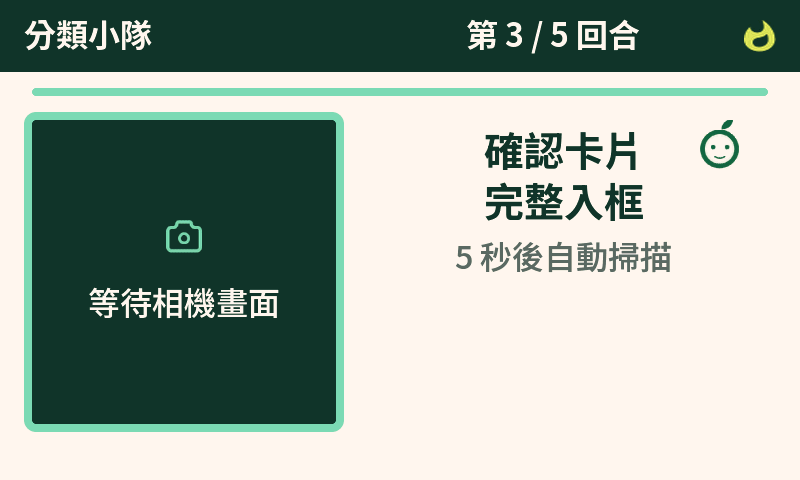 分類小隊
第 3 / 5 回合
確認卡片
完整入框
5 秒後自動掃描
等待相機畫面